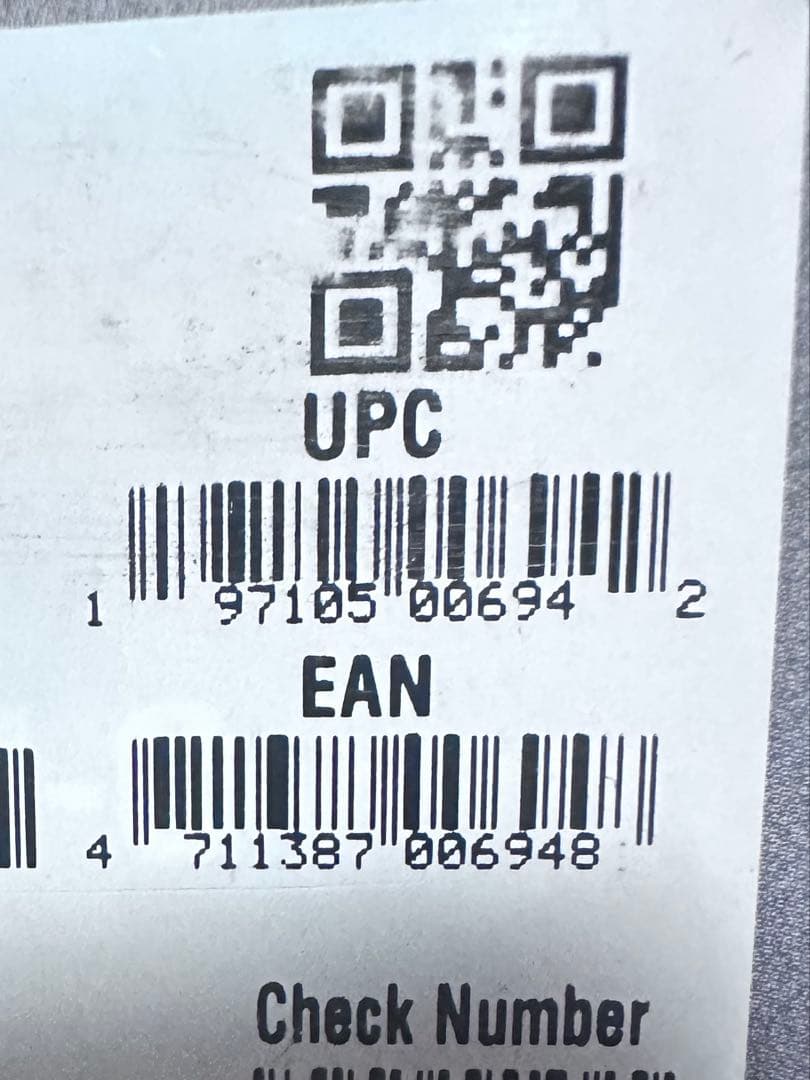 UPC
1 97105 00694 2
EAN
4 711387 006948
Check Number